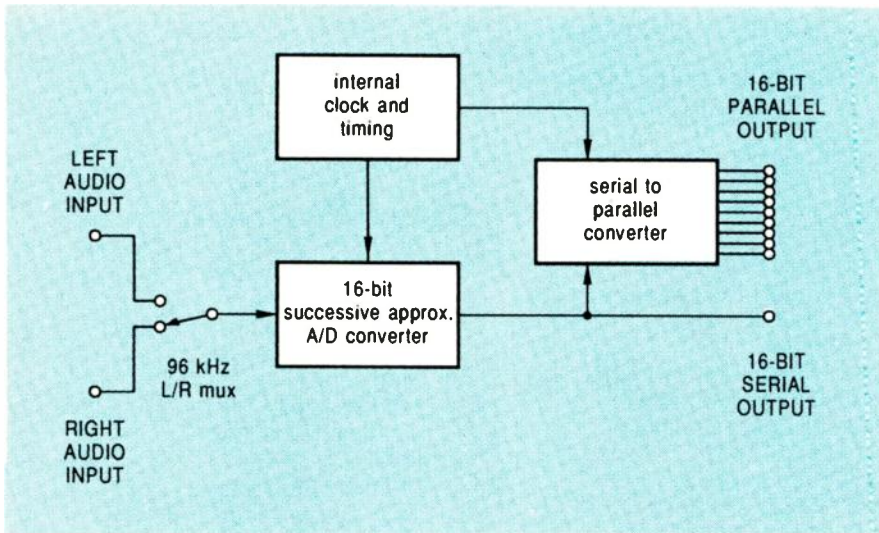 internal
clock and
timing
16-BIT
PARALLEL
OUTPUT
LEFT
AUDIO
INPUT
serial to
parallel
converter
16-bit
successive approx.
A/D converter
96 kHz
L/R mux
16-BIT
SERIAL
OUTPUT
RIGHT
AUDIO
INPUT